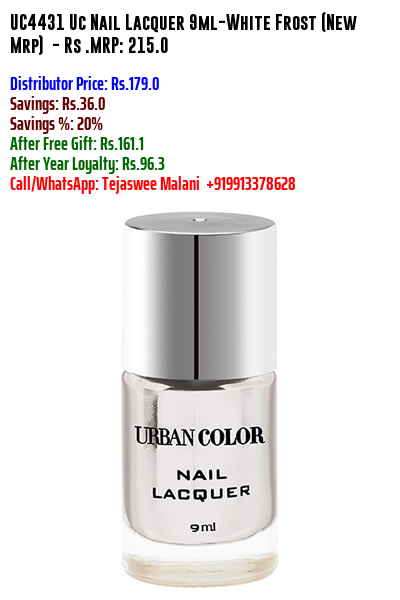 UC4431 Uc Nail Lacquer 9ml-White Frost (New
Mrp)  - Rs .MRP: 215.0
Distributor Price: Rs.179.0
Savings: Rs.36.0
Savings %: 20%
After Free Gift: Rs.161.1
After Year Loyalty: Rs.96.3
Call/WhatsApp: Tejaswee Malani  +919913378628
URBAN COLOR
NAIL
LACQUER
9ml